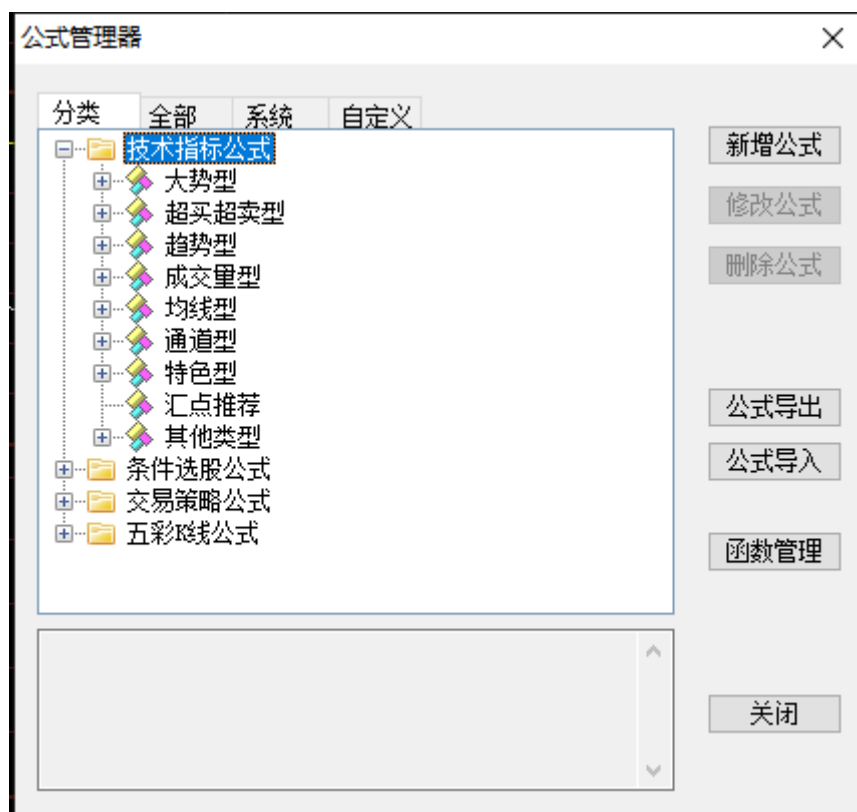 公式管理器
分类 全部 系统 自定义
技术指标公式
大势型
超买超卖型
趋势型
成交量型
均线型
通道型
特色型
汇点推荐
其他类型
条件选股公式
交易策略公式
五彩K线公式
新增公式
修改公式
删除公式
公式导出
公式导入
函数管理
关闭